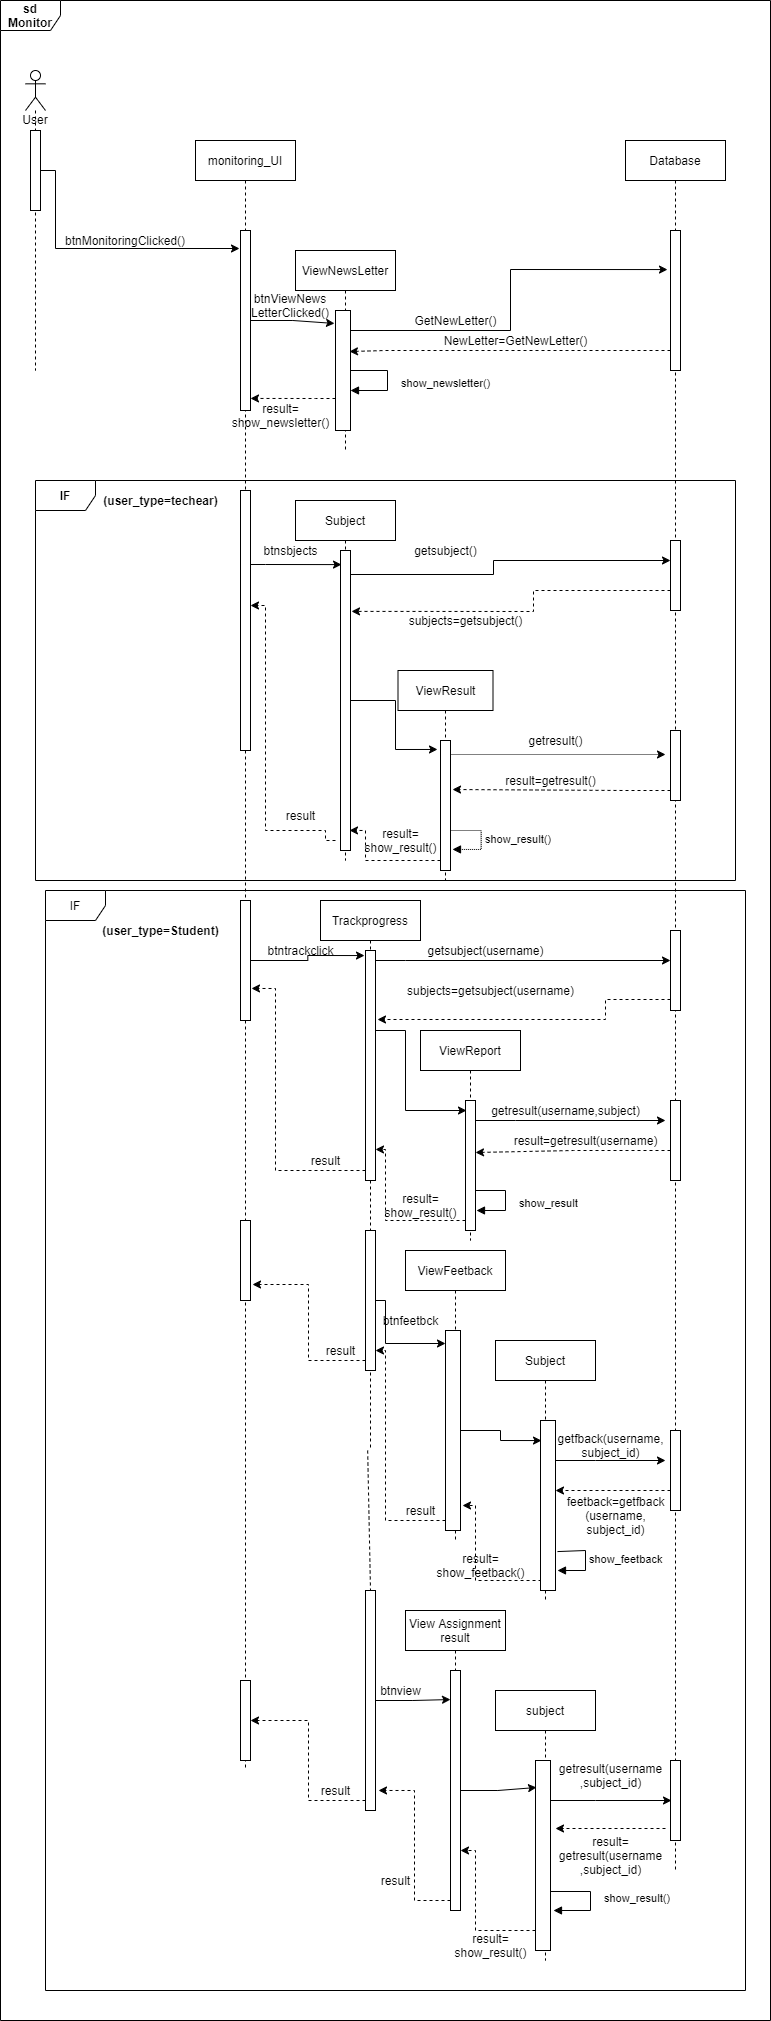 sd
Monitor
User
monitoring_UI
Database
btnMonitoringClicked()
ViewNewsLetter
btnViewNews
LetterClicked()
GetNewLetter()
NewLetter=GetNewLetter()
show_newsletter()
result=
show_newsletter()
IF
(user_type=techear)
Subject
btnsbjects
getsubject()
subjects=getsubject()
ViewResult
getresult()
result=getresult()
result
result=
show_result()
show_result()
IF
(user_type=Student)
Trackprogress
btntrackclick
getsubject(username)
subjects=getsubject(username)
ViewReport
getresult(username,subject)
result=getresult(username)
result
result=
show_result()
show_result
ViewFeetback
btnfeetbck
result
Subject
getfback(username,
subject_id)
feetback=getfback
(username,
subject_id)
result
result=
show_feetback()
show_feetback
View Assignment
result
btnview
subject
getresult(username
,subject_id)
result
result=
getresult(username
,subject_id)
result
show_result()
result=
show_result()